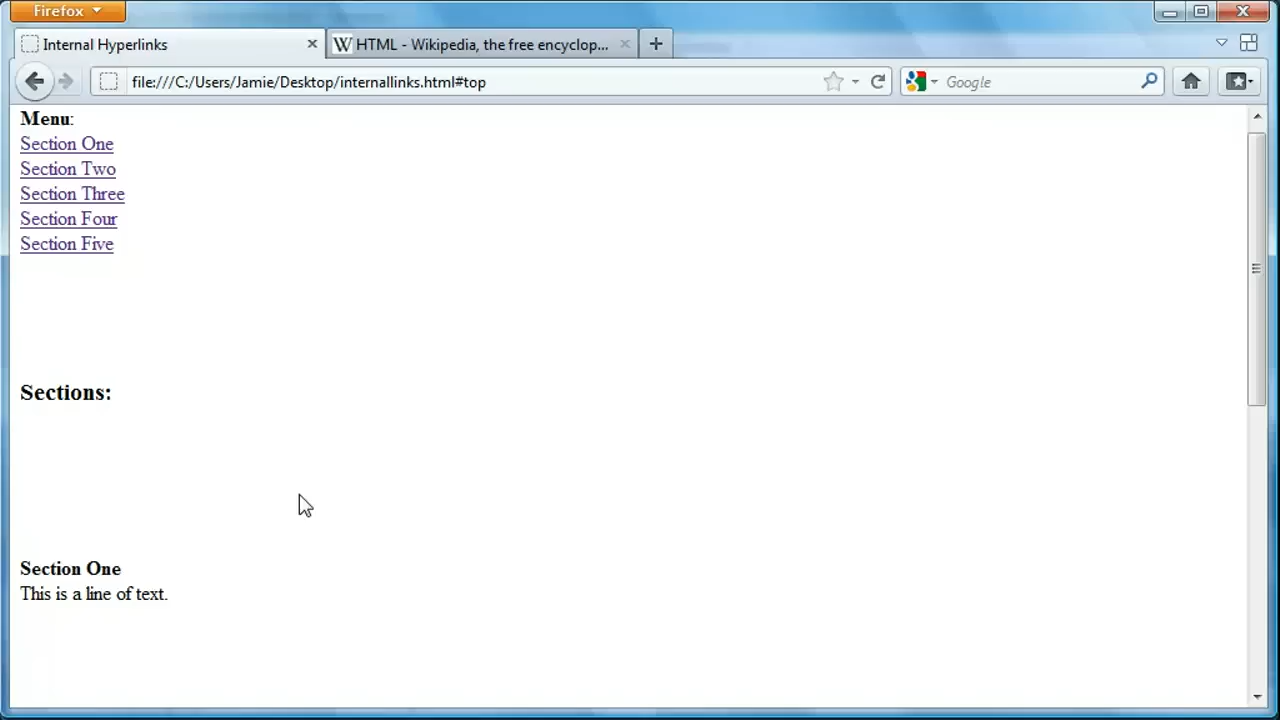 Firefox
Internal Hyperlinks
HTML - Wikipedia, the free encyclop...
file:///C:/Users/Jamie/Desktop/internallinks.html#top
Google
Menu:
Section One
Section Two
Section Three
Section Four
Section Five
Sections:
Section One
This is a line of text.